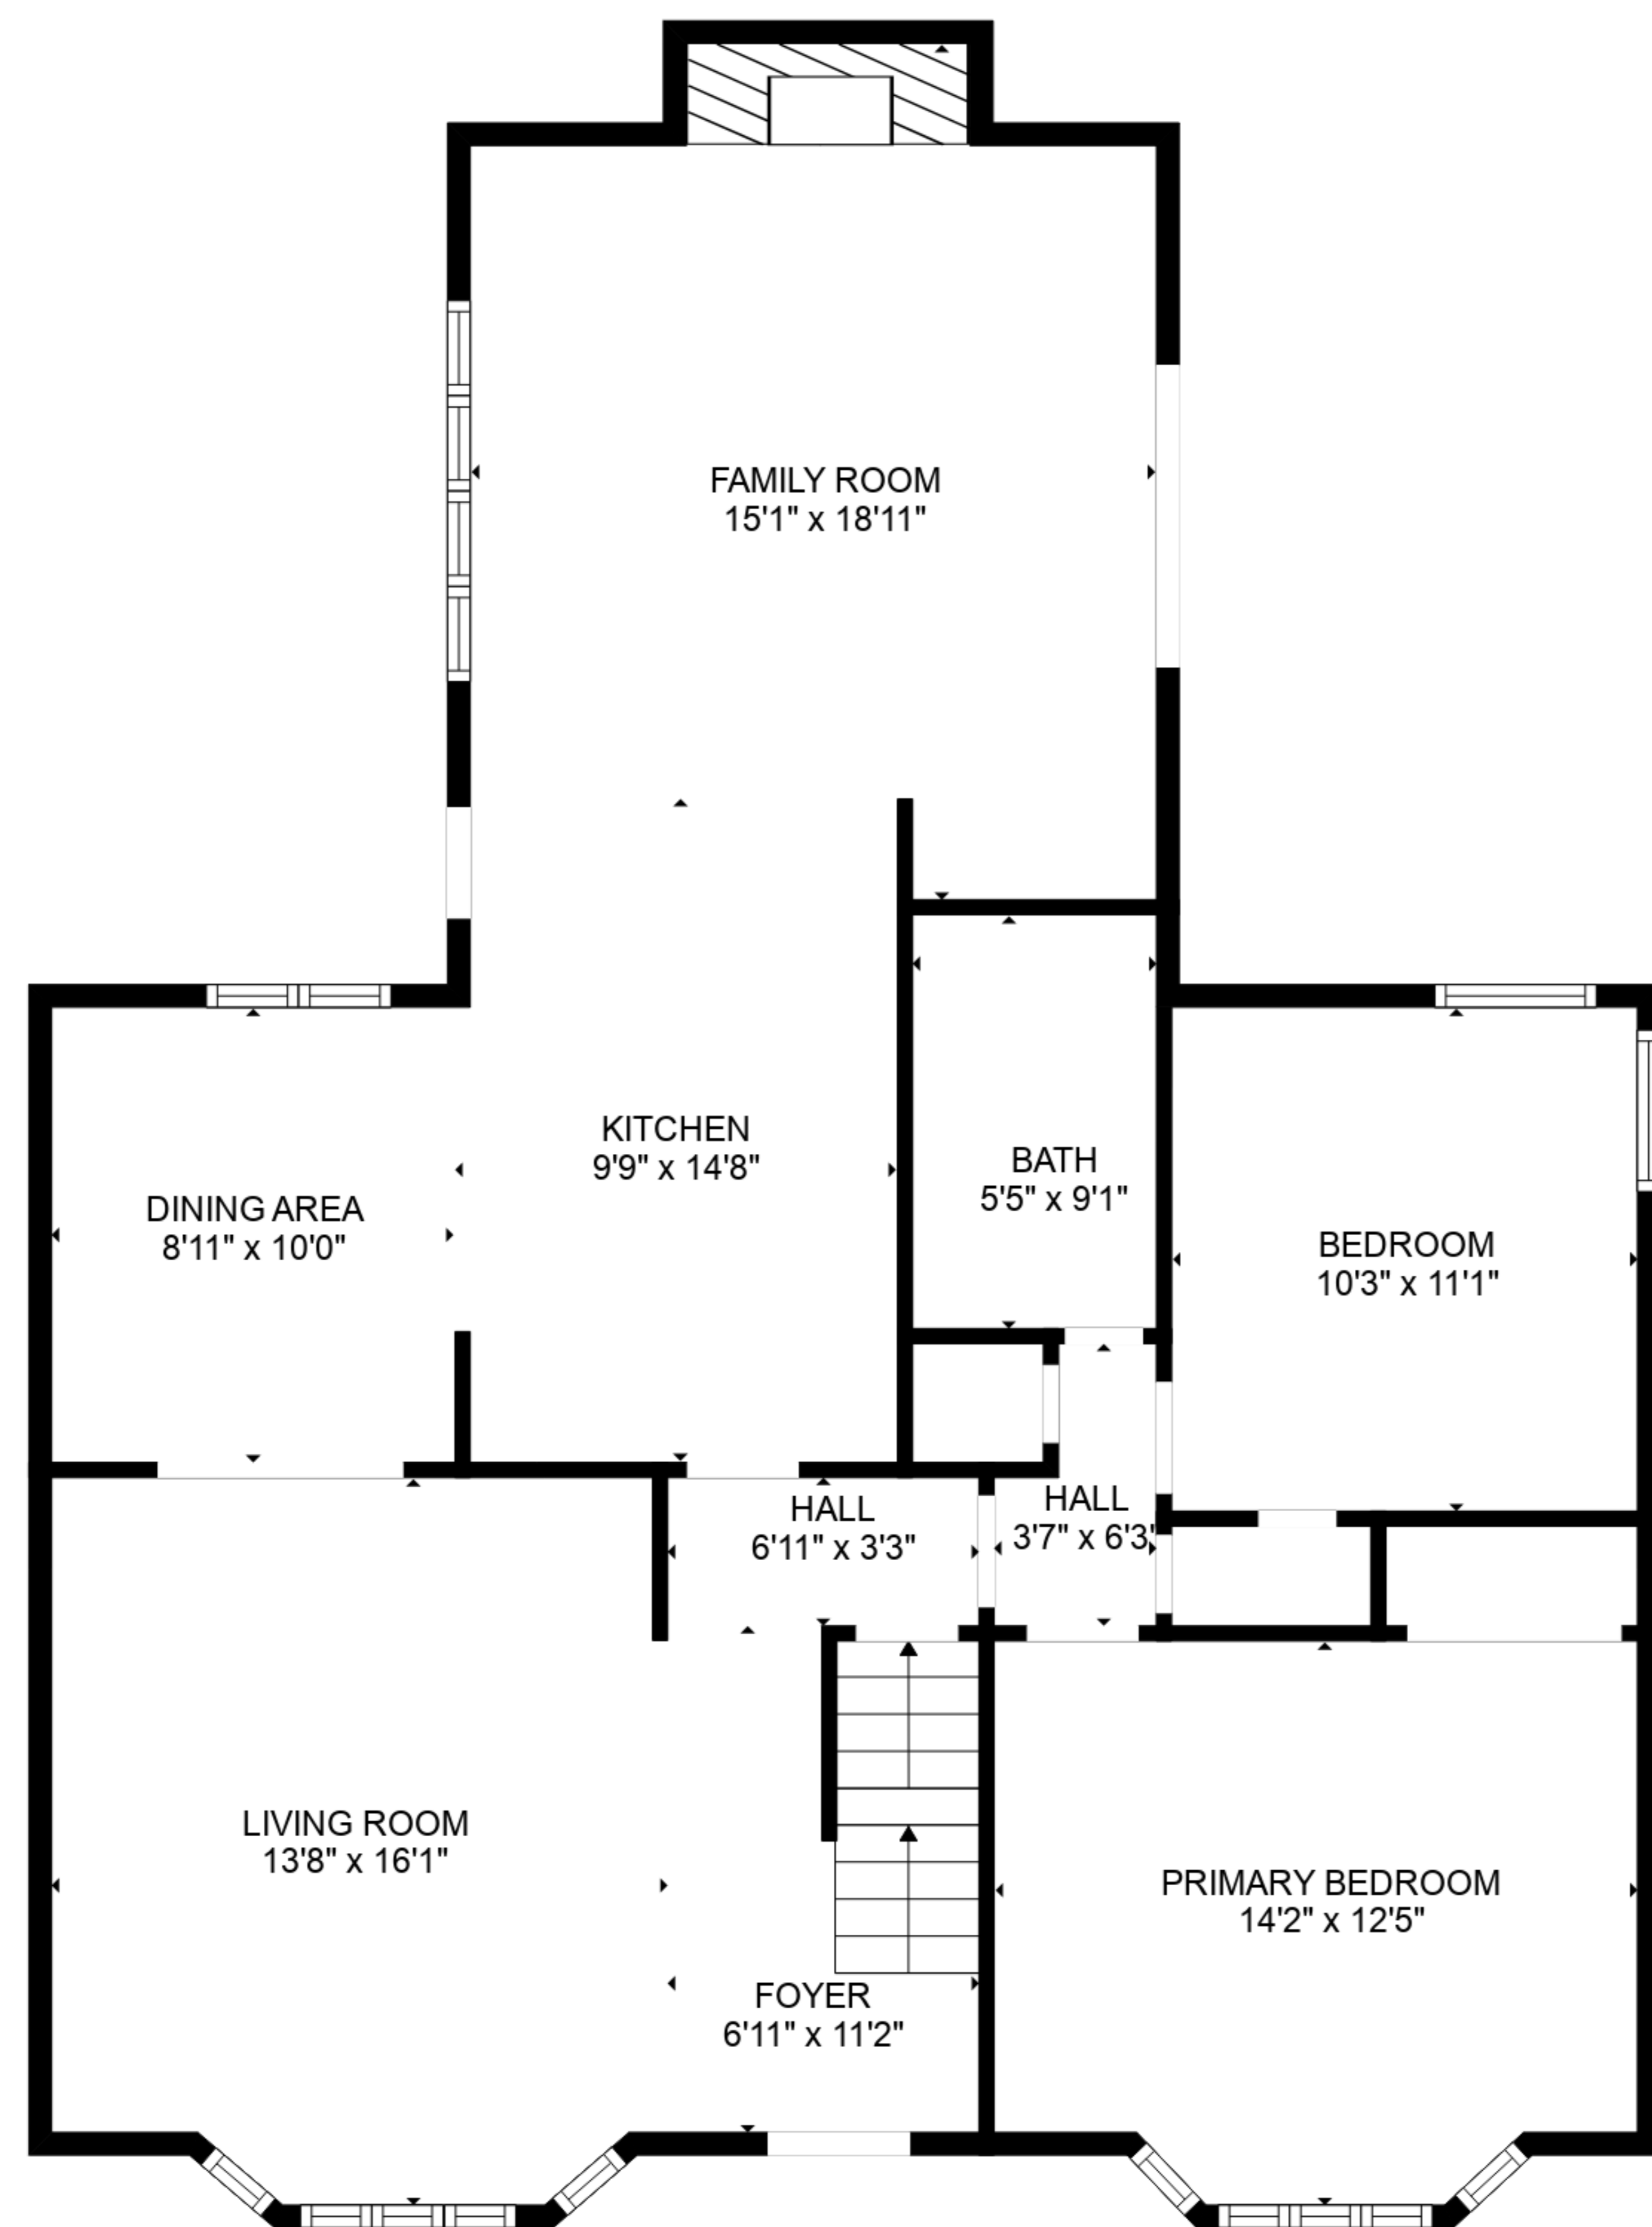 FAMILY ROOM
15'1" x 18'11"
KITCHEN
9'9" x 14'8"
BATH
5'5" x 9'1"
DINING AREA
8'11" x 10'0"
BEDROOM
10'3" x 11'1"
HALL
6'11" x 3'3"
HALL
3'7" x 6'3"
LIVING ROOM
13'8" x 16'1"
PRIMARY BEDROOM
14'2" x 12'5"
FOYER
6'11" x 11'2"